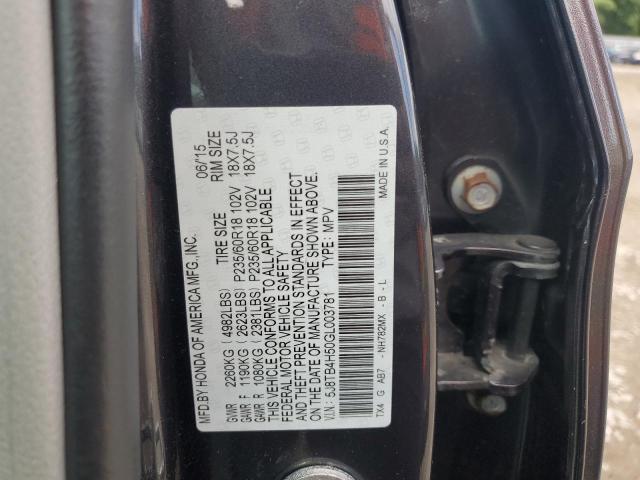 MFD.BY HONDA OF AMERICA MFG.,INC. 06/15
TIRE SIZE RIM SIZE
GVWR 2260KG (4982LBS)
GAWR F 1190KG (2623LBS) P235/60R18 102V 18X7.5J
GAWR R 1080KG (2381LBS) P235/60R18 102V 18X7.5J
THIS VEHICLE CONFORMS TO ALL APPLICABLE
FEDERAL MOTOR VEHICLE SAFETY
AND THEFT PREVENTION STANDARDS IN EFFECT
ON THE DATE OF MANUFACTURE SHOWN ABOVE.
V.I.N.: 5J8TB4H50GL003781 TYPE: MPV
TX4 G AB7 -NH782MX - B - L MADE IN U.S.A.